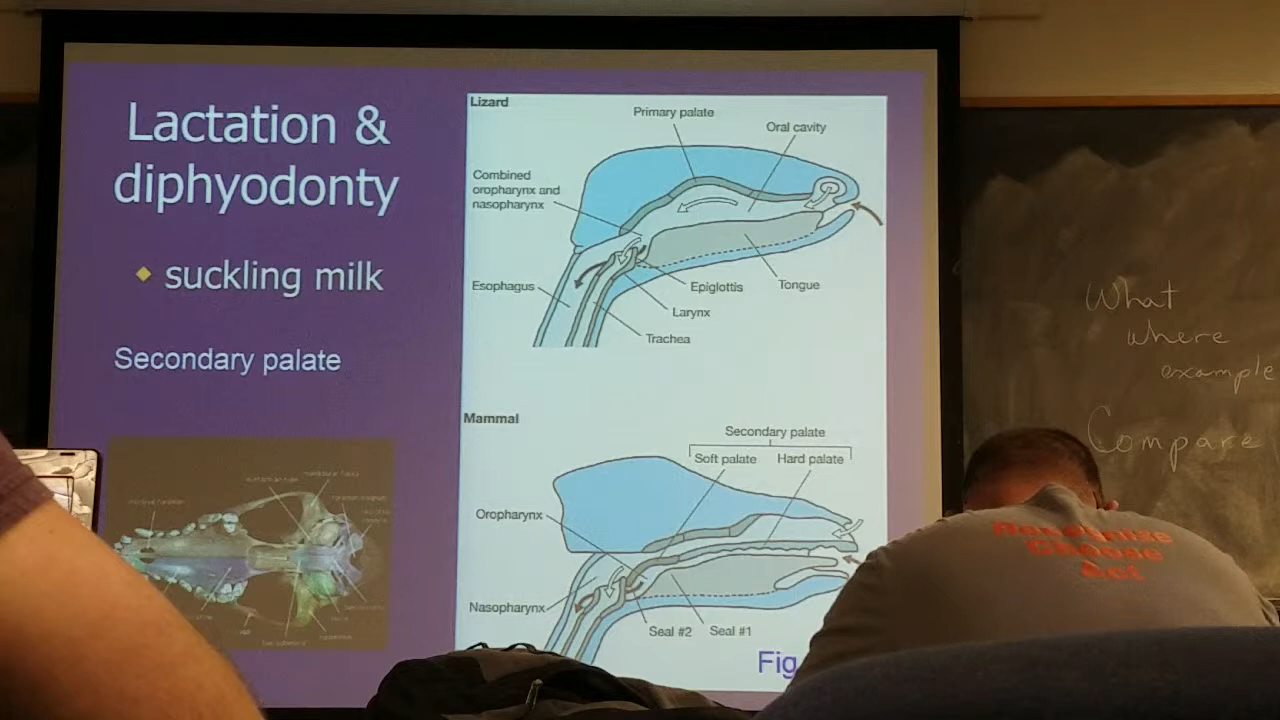 Lactation &
diphyodonty
suckling milk
Secondary palate
Lizard
Primary palate
Oral cavity
Combined
oropharynx and
nasopharynx
Esophagus
Epiglottis
Tongue
Larynx
Trachea
Mammal
Secondary palate
Soft palate
Hard palate
Oropharynx
Nasopharynx
Seal #2
Seal #1
Fig
What
where
example
Compare
Choose
Act